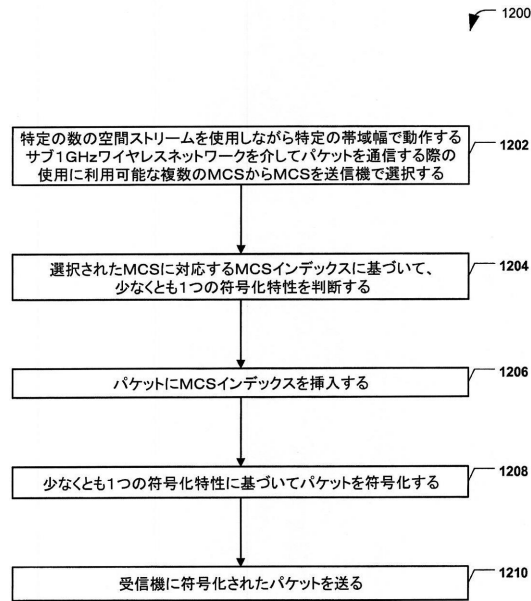 1200
特定の数の空間ストリームを使用しながら特定の帯域幅で動作する
サブ1GHzワイヤレスネットワークを介してパケットを通信する際の
使用に利用可能な複数のMCSからMCSを送信機で選択する
1202
選択されたMCSに対応するMCSインデックスに基づいて、
少なくとも1つの符号化特性を判断する
1204
パケットにMCSインデックスを挿入する
1206
少なくとも1つの符号化特性に基づいてパケットを符号化する
1208
受信機に符号化されたパケットを送る
1210